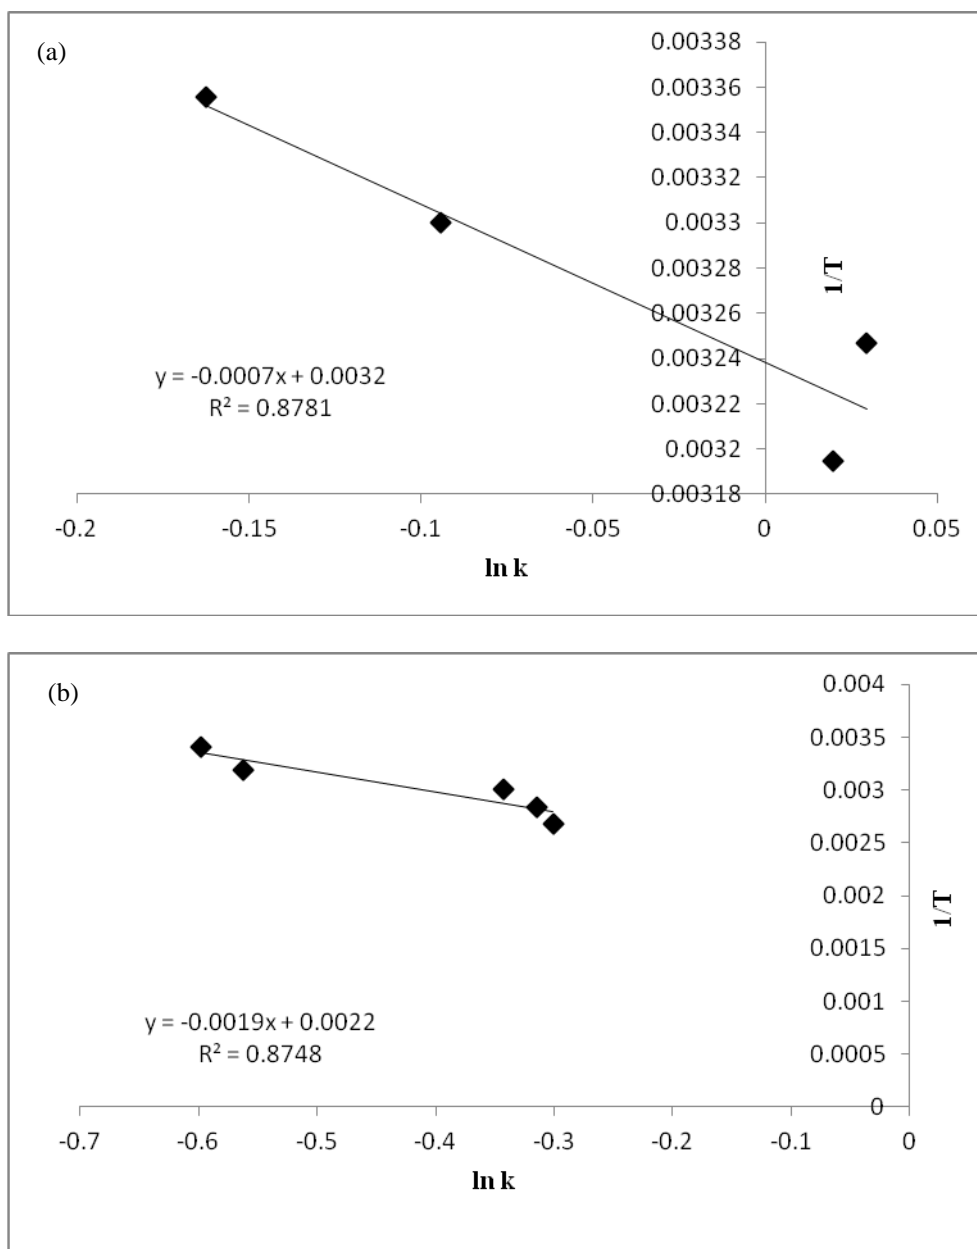 (a)
0.00338
0.00336
0.00334
0.00332
0.0033
0.00328
0.00326
0.00324
0.00322
0.0032
0.00318
1/T
y = -0.0007x + 0.0032
R² = 0.8781
-0.2 -0.15 -0.1 -0.05 0 0.05
ln k
(b)
0.004
0.0035
0.003
0.0025
0.002
0.0015
0.001
0.0005
0
1/T
y = -0.0019x + 0.0022
R² = 0.8748
-0.7 -0.6 -0.5 -0.4 -0.3 -0.2 -0.1 0
ln k